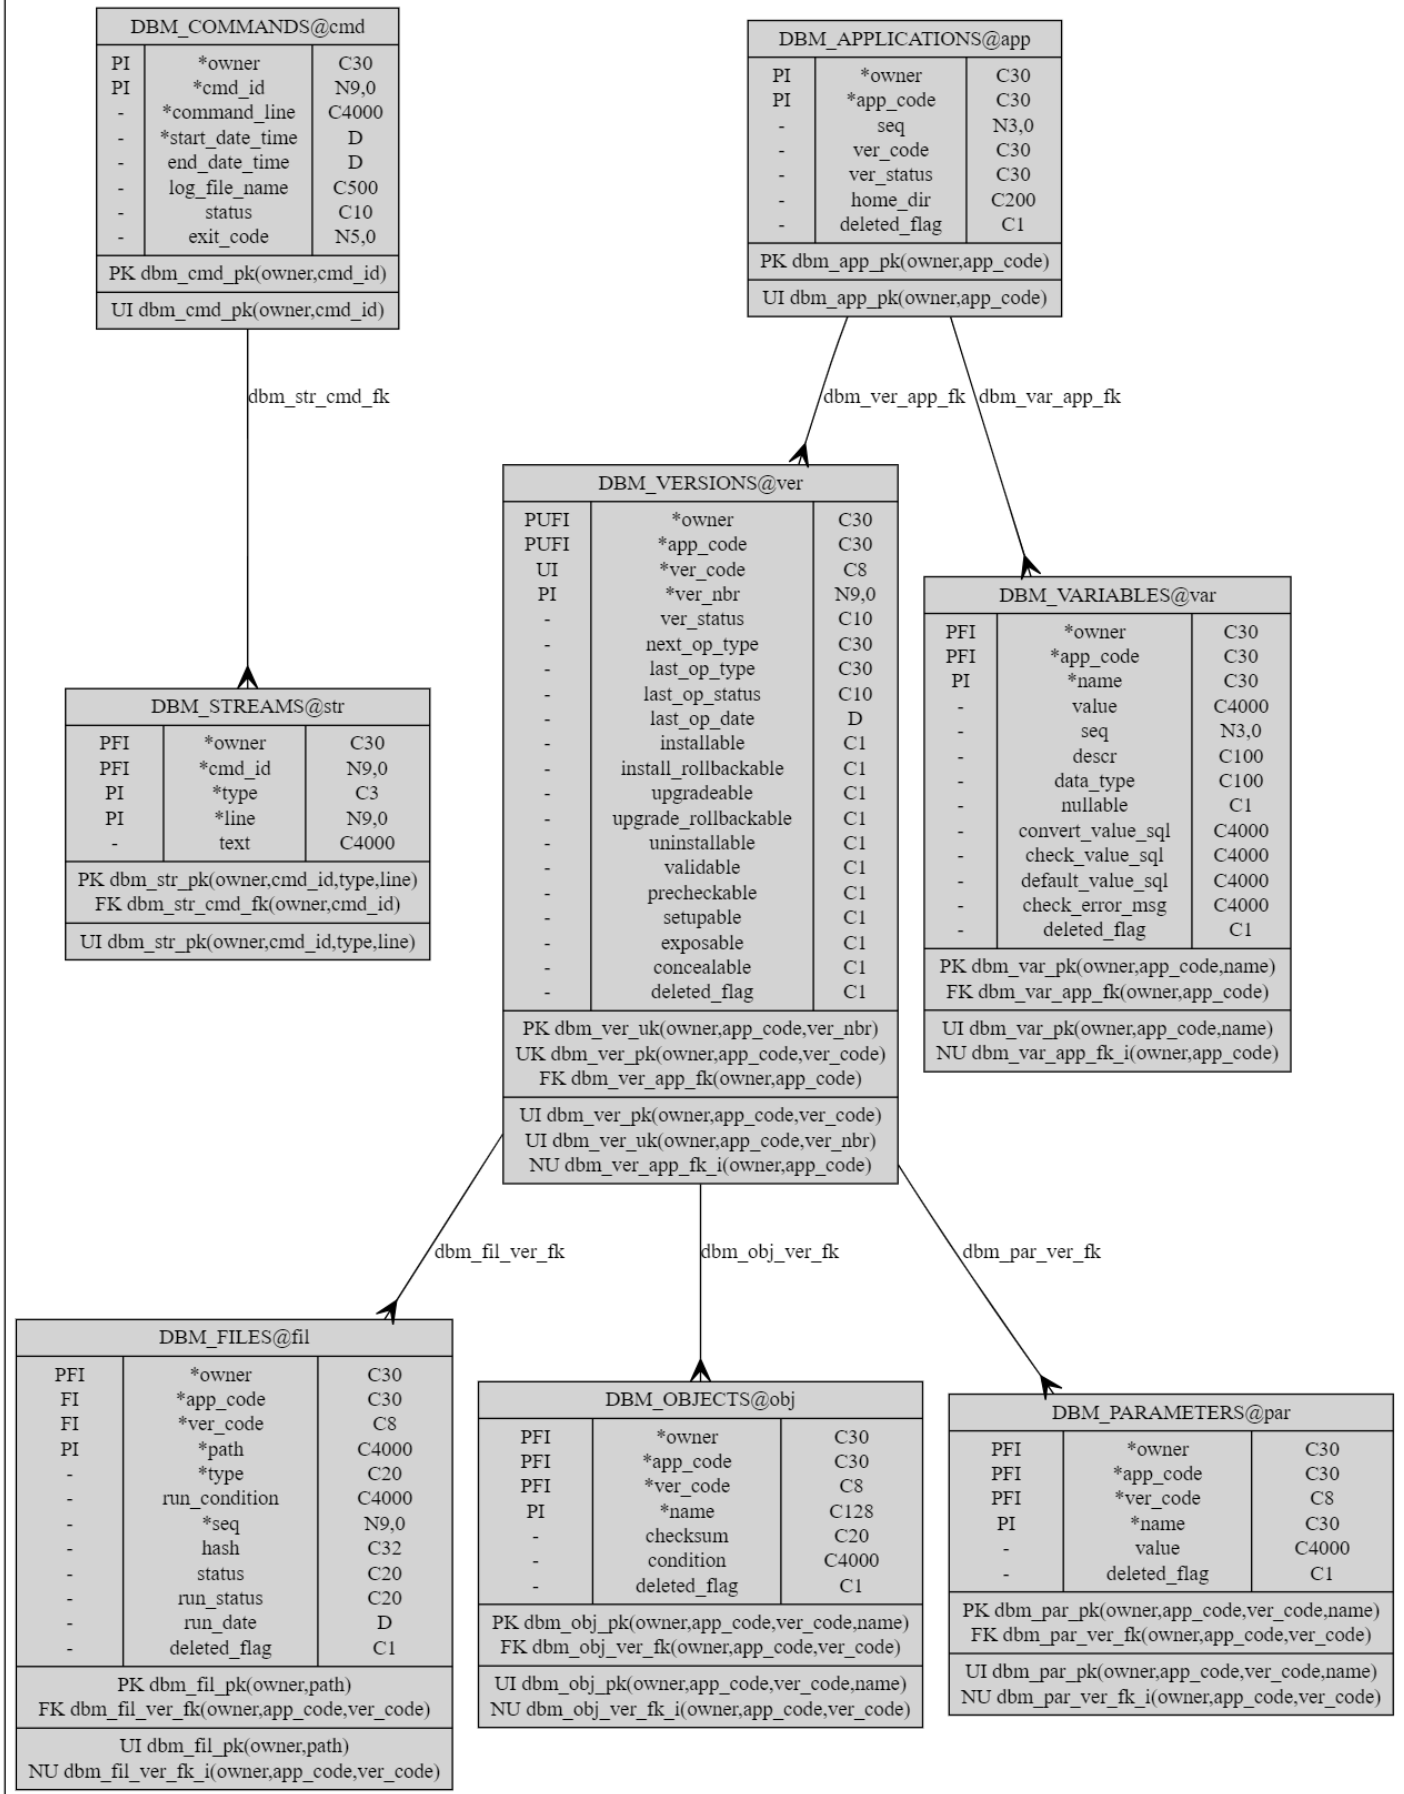 DBM_COMMANDS@cmd
PI *owner C30
PI *cmd_id N9,0
- *command_line C4000
- *start_date_time D
- end_date_time D
- log_file_name C500
- status C10
- exit_code N5,0
PK dbm_cmd_pk(owner,cmd_id)
UI dbm_cmd_pk(owner,cmd_id)
DBM_APPLICATIONS@app
PI *owner C30
PI *app_code C30
- seq N3,0
- ver_code C30
- ver_status C30
- home_dir C200
- deleted_flag C1
PK dbm_app_pk(owner,app_code)
UI dbm_app_pk(owner,app_code)
dbm_str_cmd_fk
dbm_ver_app_fk
dbm_var_app_fk
DBM_STREAMS@str
PFI *owner C30
PFI *cmd_id N9,0
PI *type C3
PI *line N9,0
- text C4000
PK dbm_str_pk(owner,cmd_id,type,line)
FK dbm_str_cmd_fk(owner,cmd_id)
UI dbm_str_pk(owner,cmd_id,type,line)
DBM_VERSIONS@ver
PUFI *owner C30
PUFI *app_code C30
UI *ver_code C8
PI *ver_nbr N9,0
- ver_status C10
- next_op_type C30
- last_op_type C30
- last_op_status C10
- last_op_date D
- installable C1
- install_rollbackable C1
- upgradeable C1
- upgrade_rollbackable C1
- uninstallable C1
- validable C1
- precheckable C1
- setupable C1
- exposable C1
- concealable C1
- deleted_flag C1
PK dbm_ver_uk(owner,app_code,ver_nbr)
UK dbm_ver_pk(owner,app_code,ver_code)
FK dbm_ver_app_fk(owner,app_code)
UI dbm_ver_pk(owner,app_code,ver_code)
UI dbm_ver_uk(owner,app_code,ver_nbr)
NU dbm_ver_app_fk_i(owner,app_code)
DBM_VARIABLES@var
PFI *owner C30
PFI *app_code C30
PI *name C30
- value C4000
- seq N3,0
- descr C100
- data_type C100
- nullable C1
- convert_value_sql C4000
- check_value_sql C4000
- default_value_sql C4000
- check_error_msg C4000
- deleted_flag C1
PK dbm_var_pk(owner,app_code,name)
FK dbm_var_app_fk(owner,app_code)
UI dbm_var_pk(owner,app_code,name)
NU dbm_var_app_fk_i(owner,app_code)
dbm_fil_ver_fk
dbm_obj_ver_fk
dbm_par_ver_fk
DBM_FILES@fil
PFI *owner C30
FI *app_code C30
FI *ver_code C8
PI *path C4000
- *type C20
- run_condition C4000
- *seq N9,0
- hash C32
- status C20
- run_status C20
- run_date D
- deleted_flag C1
PK dbm_fil_pk(owner,path)
FK dbm_fil_ver_fk(owner,app_code,ver_code)
UI dbm_fil_pk(owner,path)
NU dbm_fil_ver_fk_i(owner,app_code,ver_code)
DBM_OBJECTS@obj
PFI *owner C30
PFI *app_code C30
PFI *ver_code C8
PI *name C128
- checksum C20
- condition C4000
- deleted_flag C1
PK dbm_obj_pk(owner,app_code,ver_code,name)
FK dbm_obj_ver_fk(owner,app_code,ver_code)
UI dbm_obj_pk(owner,app_code,ver_code,name)
NU dbm_obj_ver_fk_i(owner,app_code,ver_code)
DBM_PARAMETERS@par
PFI *owner C30
PFI *app_code C30
PFI *ver_code C8
PI *name C30
- value C4000
- deleted_flag C1
PK dbm_par_pk(owner,app_code,ver_code,name)
FK dbm_par_ver_fk(owner,app_code,ver_code)
UI dbm_par_pk(owner,app_code,ver_code,name)
NU dbm_par_ver_fk_i(owner,app_code,ver_code)